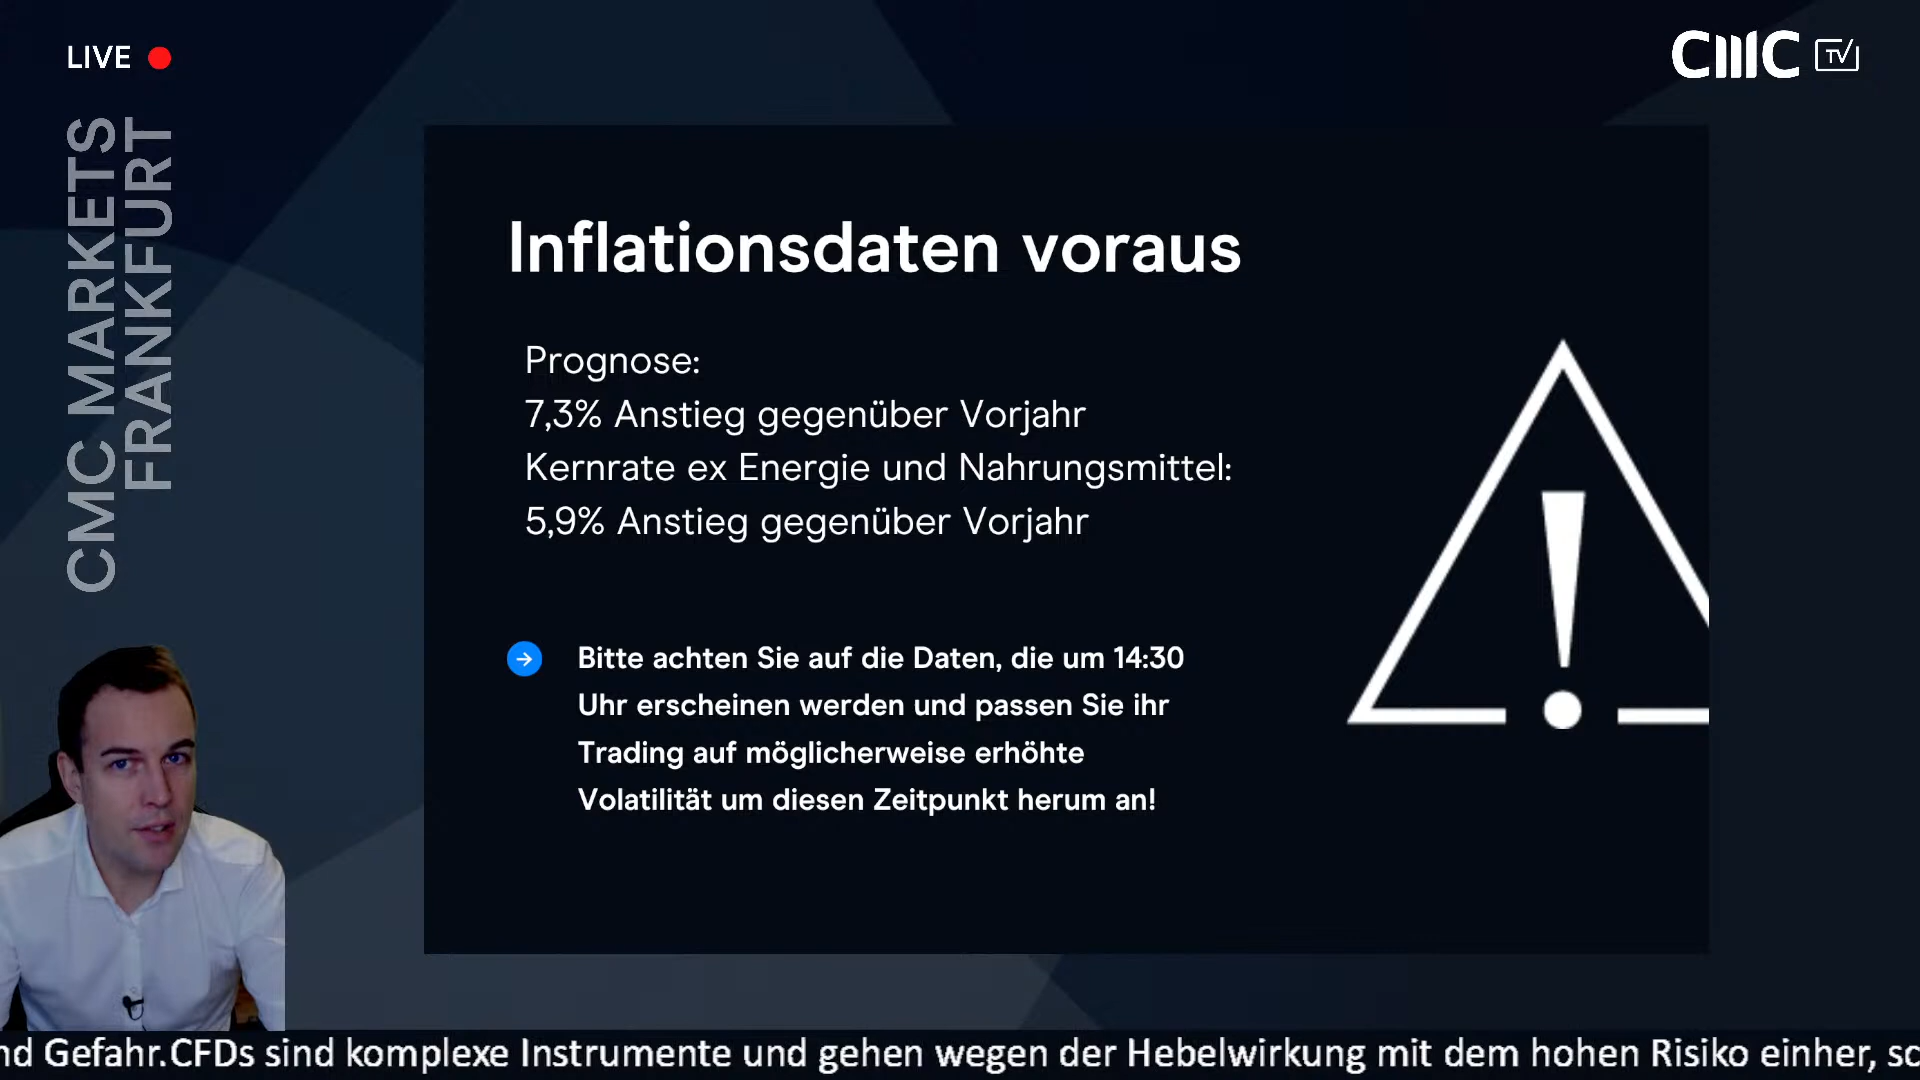 LIVE
CMC TV
CMC MARKETS
FRANKFURT
Inflationsdaten voraus
Prognose:
7,3% Anstieg gegenüber Vorjahr
Kernrate ex Energie und Nahrungsmittel:
5,9% Anstieg gegenüber Vorjahr
Bitte achten Sie auf die Daten, die um 14:30
Uhr erscheinen werden und passen Sie ihr
Trading auf möglicherweise erhöhte
Volatilität um diesen Zeitpunkt herum an!
nd Gefahr.CFDs sind komplexe Instrumente und gehen wegen der Hebelwirkung mit dem hohen Risiko einher, sc